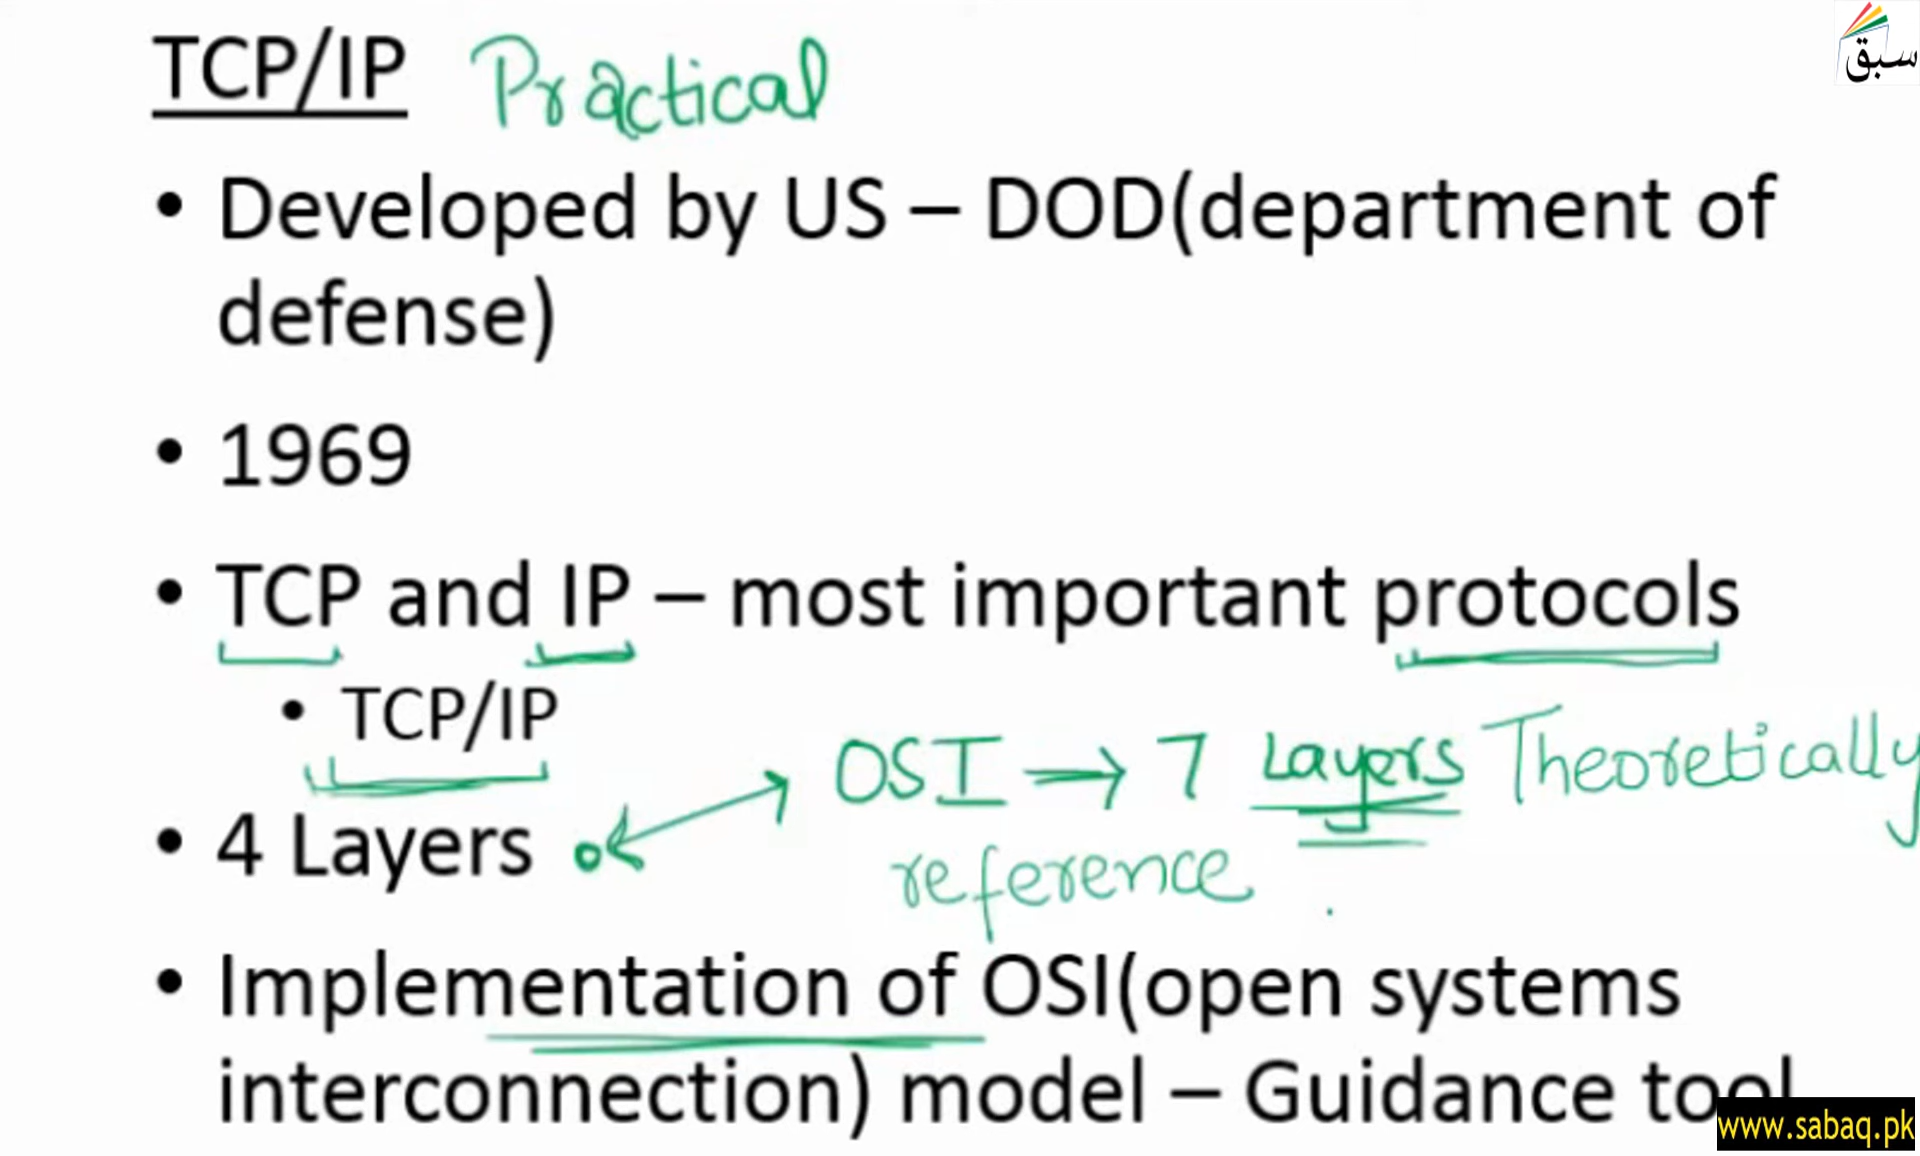 سبق
TCP/IP Practical
• Developed by US – DOD(department of
defense)
• 1969
• TCP and IP – most important protocols
• TCP/IP
OSI → 7 Layers Theoretically
• 4 Layers
reference
• Implementation of OSI(open systems
interconnection) model – Guidance tool
www.sabaq.pk